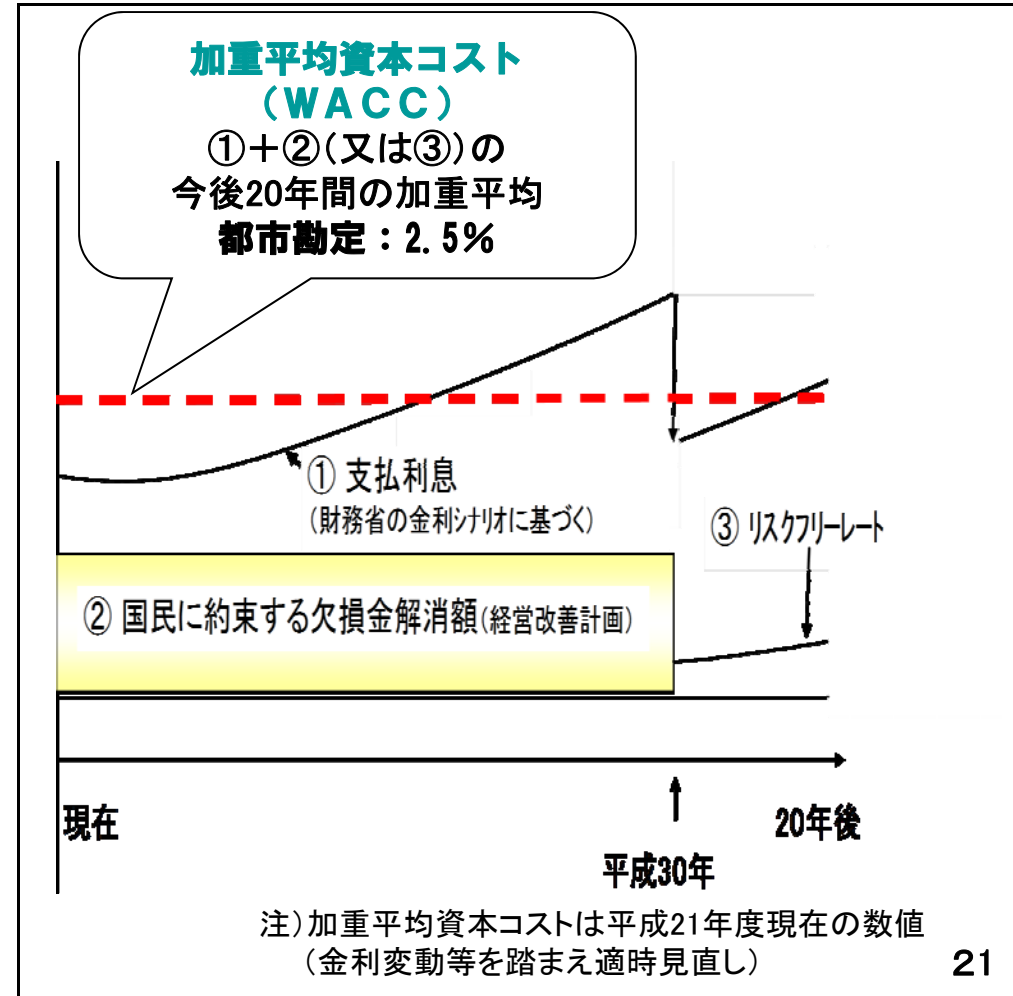 加重平均資本コスト
(WACC)
①+②(又は③)の
今後20年間の加重平均
都市勘定:2.5%
① 支払利息
(財務省の金利シナリオに基づく)
③ リスクフリーレート
② 国民に約束する欠損金解消額(経営改善計画)
現在
20年後
平成30年
注)加重平均資本コストは平成21年度現在の数値
(金利変動等を踏まえ適時見直し)
21